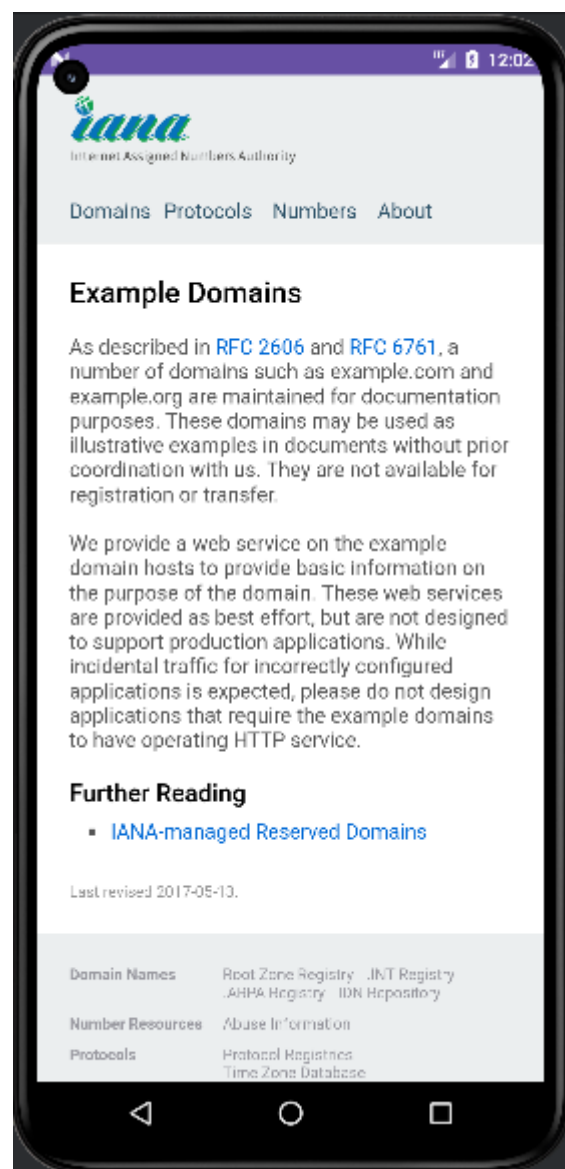 12:02
iana
Internet Assigned Numbers Authority
Domains Protocols Numbers About
Example Domains
As described in RFC 2606 and RFC 6761, a
number of domains such as example.com and
example.org are maintained for documentation
purposes. These domains may be used as
illustrative examples in documents without prior
coordination with us. They are not available for
registration or transfer.
We provide a web service on the example
domain hosts to provide basic information on
the purpose of the domain. These web services
are provided as best effort, but are not designed
to support production applications. While
incidental traffic for incorrectly configured
applications is expected, please do not design
applications that require the example domains
to have operating HTTP service.
Further Reading
IANA-managed Reserved Domains
Last revised 2017-05-13.
Domain Names Root Zone Registry .INT Registry
.ARPA Registry IDN Repository
Number Resources Abuse Information
Protocols Protocol Registries
Time Zone Database